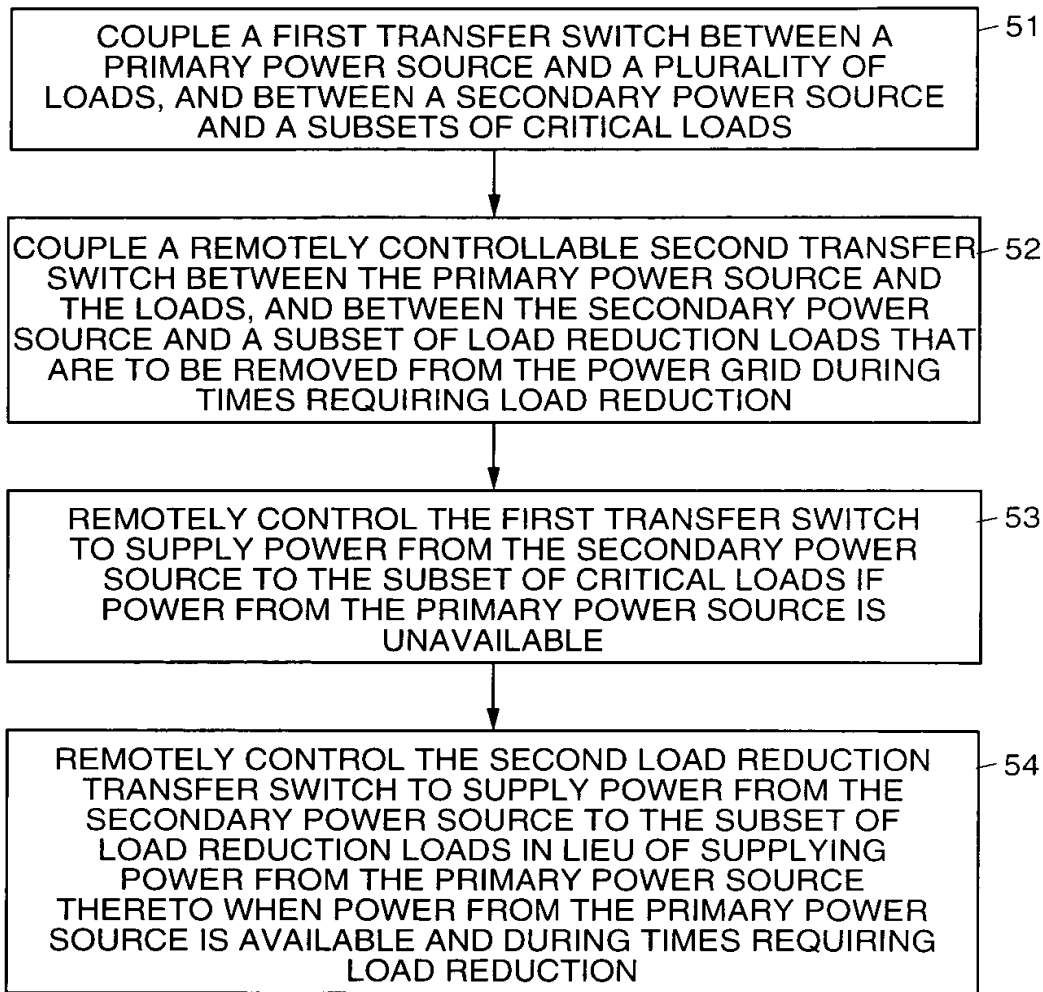 COUPLE A FIRST TRANSFER SWITCH BETWEEN A
PRIMARY POWER SOURCE AND A PLURALITY OF
LOADS, AND BETWEEN A SECONDARY POWER SOURCE
AND A SUBSETS OF CRITICAL LOADS
51
COUPLE A REMOTELY CONTROLLABLE SECOND TRANSFER
SWITCH BETWEEN THE PRIMARY POWER SOURCE AND
THE LOADS, AND BETWEEN THE SECONDARY POWER
SOURCE AND A SUBSET OF LOAD REDUCTION LOADS THAT
ARE TO BE REMOVED FROM THE POWER GRID DURING
TIMES REQUIRING LOAD REDUCTION
52
REMOTELY CONTROL THE FIRST TRANSFER SWITCH
TO SUPPLY POWER FROM THE SECONDARY POWER
SOURCE TO THE SUBSET OF CRITICAL LOADS IF
POWER FROM THE PRIMARY POWER SOURCE IS
UNAVAILABLE
53
REMOTELY CONTROL THE SECOND LOAD REDUCTION
TRANSFER SWITCH TO SUPPLY POWER FROM THE
SECONDARY POWER SOURCE TO THE SUBSET OF
LOAD REDUCTION LOADS IN LIEU OF SUPPLYING
POWER FROM THE PRIMARY POWER SOURCE
THERETO WHEN POWER FROM THE PRIMARY POWER
SOURCE IS AVAILABLE AND DURING TIMES REQUIRING
LOAD REDUCTION
54